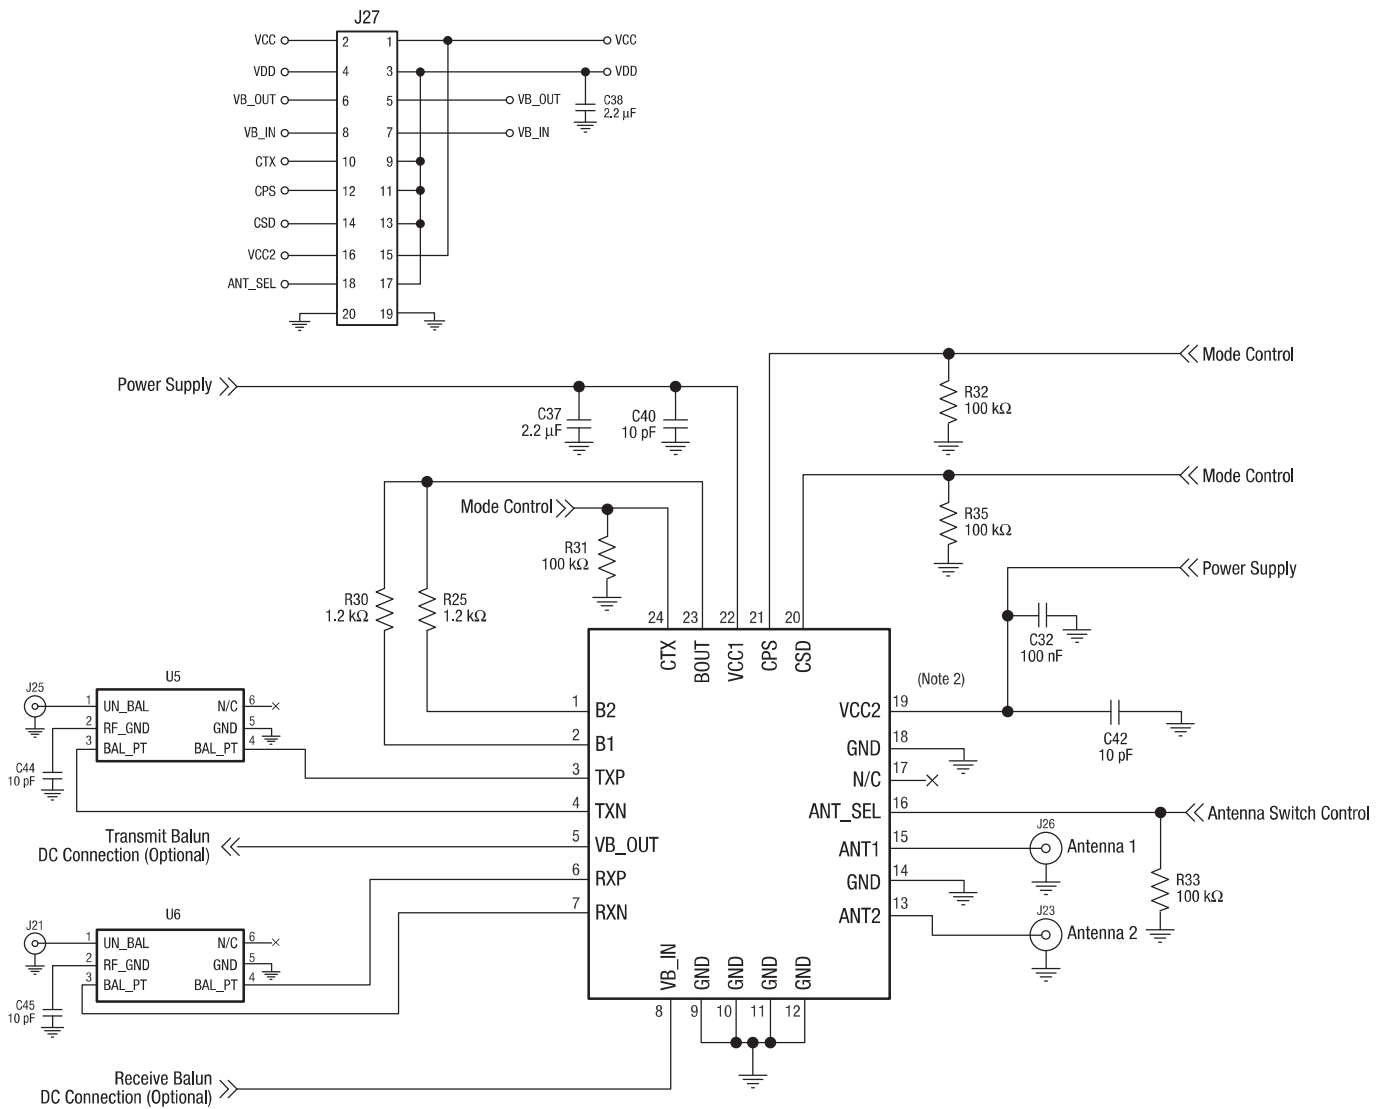 J27
VCC 2 1 VCC
VDD 4 3 VDD
VB_OUT 6 5 VB_OUT
C38
2.2 µF
VB_IN 8 7 VB_IN
CTX 10 9
CPS 12 11
CSD 14 13
VCC2 16 15
ANT_SEL 18 17
20 19
Mode Control
Power Supply
R32
100 kΩ
C37
2.2 µF
C40
10 pF
Mode Control
Mode Control
R35
100 kΩ
R31
100 kΩ
Power Supply
R30
1.2 kΩ
R25
1.2 kΩ
24 23 22 21 20
CTX BOUT VCC1 CPS CSD
C32
100 nF
U5
J25
1 UN_BAL N/C 6
2 RF_GND GND 5
3 BAL_PT BAL_PT 4
C44
10 pF
(Note 2)
1 B2
2 B1
3 TXP
4 TXN
5 VB_OUT
6 RXP
7 RXN
VCC2 19
GND 18
N/C 17
ANT_SEL 16
ANT1 15
GND 14
ANT2 13
C42
10 pF
Antenna Switch Control
J26
Antenna 1
R33
100 kΩ
J23
Antenna 2
Transmit Balun
DC Connection (Optional)
U6
J21
1 UN_BAL N/C 6
2 RF_GND GND 5
3 BAL_PT BAL_PT 4
C45
10 pF
VB_IN GND GND GND GND
8 9 10 11 12
Receive Balun
DC Connection (Optional)